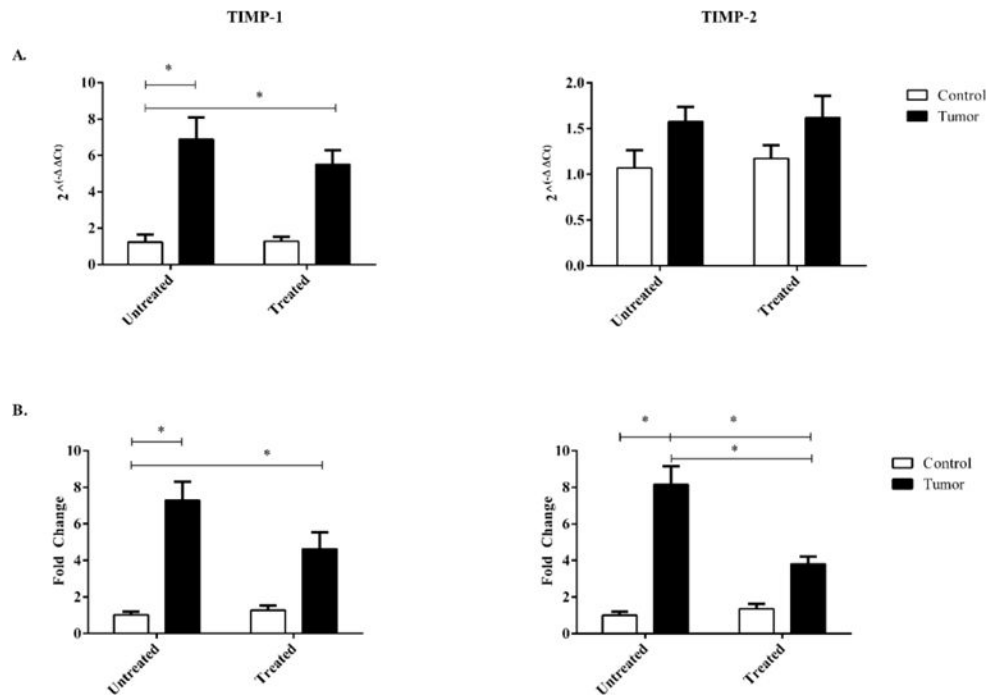 TIMP-1
TIMP-2
A.
2^(-ΔΔCt)
10
8
6
4
2
0
*
*
Untreated
Treated
2^(-ΔΔCt)
2.0
1.5
1.0
0.5
0.0
Untreated
Treated
Control
Tumor
B.
Fold Change
10
8
6
4
2
0
*
*
Untreated
Treated
Fold Change
10
8
6
4
2
0
*
*
*
Untreated
Treated
Control
Tumor